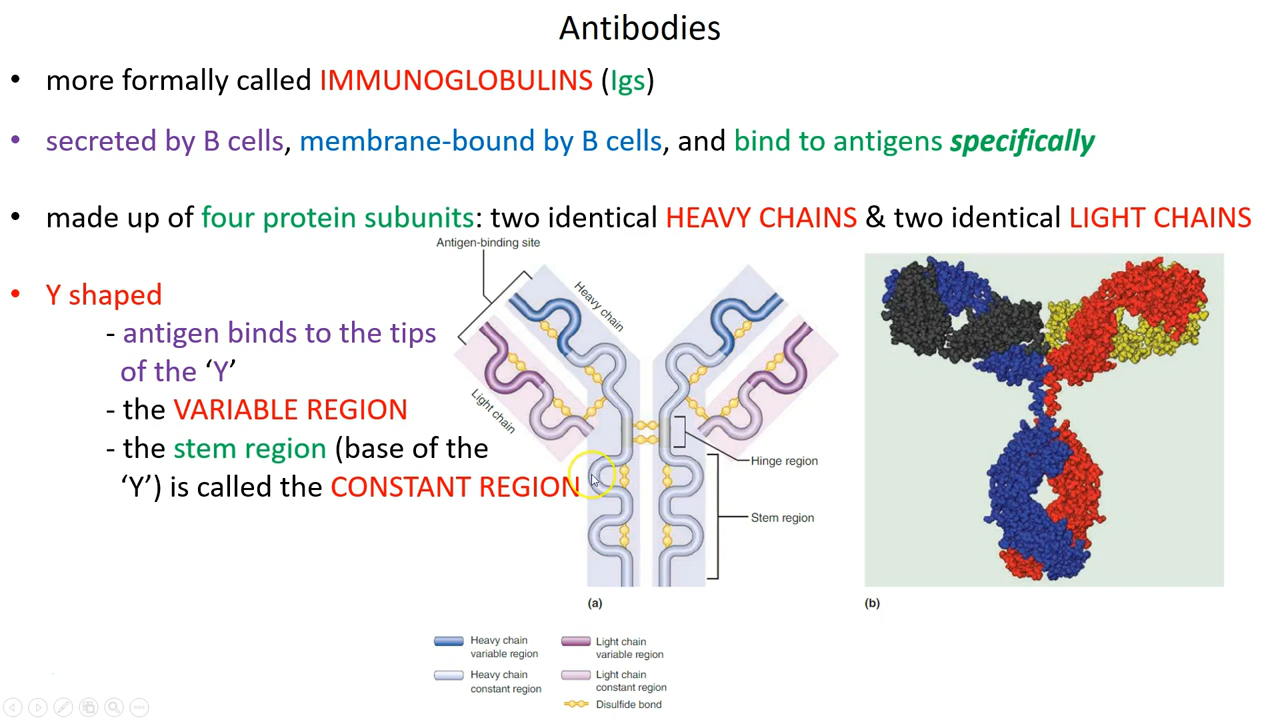 Antibodies
• more formally called IMMUNOGLOBULINS (Igs)
• secreted by B cells, membrane-bound by B cells, and bind to antigens specifically
• made up of four protein subunits: two identical HEAVY CHAINS & two identical LIGHT CHAINS
• Y shaped
- antigen binds to the tips
of the ‘Y’
- the VARIABLE REGION
- the stem region (base of the
‘Y’) is called the CONSTANT REGION
Antigen-binding site
Heavy chain
Light chain
Hinge region
Stem region
(a)
(b)
Heavy chain
variable region
Light chain
variable region
Heavy chain
constant region
Light chain
constant region
Disulfide bond